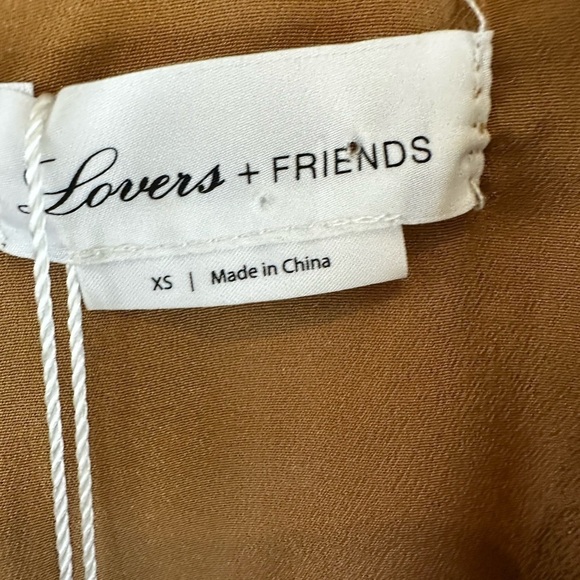 Lovers + FRIENDS
XS | Made in China